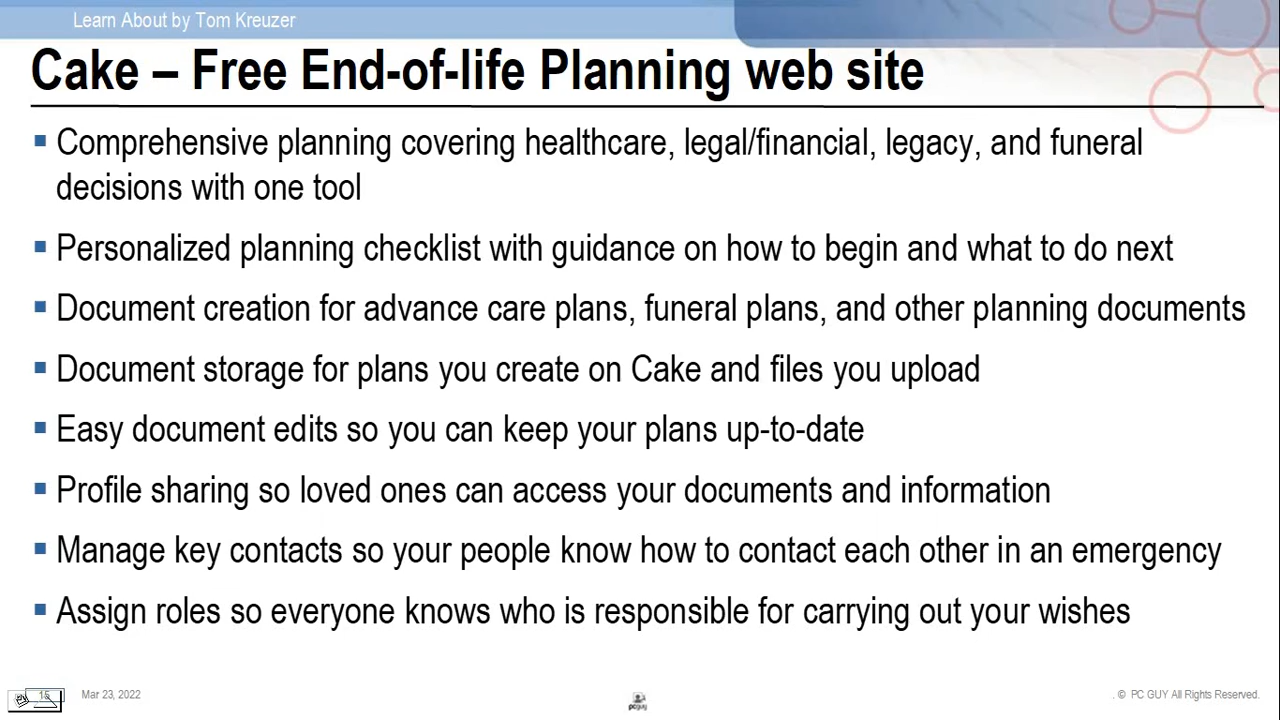 Learn About by Tom Kreuzer
Cake – Free End-of-life Planning web site
Comprehensive planning covering healthcare, legal/financial, legacy, and funeral
decisions with one tool
Personalized planning checklist with guidance on how to begin and what to do next
Document creation for advance care plans, funeral plans, and other planning documents
Document storage for plans you create on Cake and files you upload
Easy document edits so you can keep your plans up-to-date
Profile sharing so loved ones can access your documents and information
Manage key contacts so your people know how to contact each other in an emergency
Assign roles so everyone knows who is responsible for carrying out your wishes
15
Mar 23, 2022
pcguy
. © PC GUY All Rights Reserved.